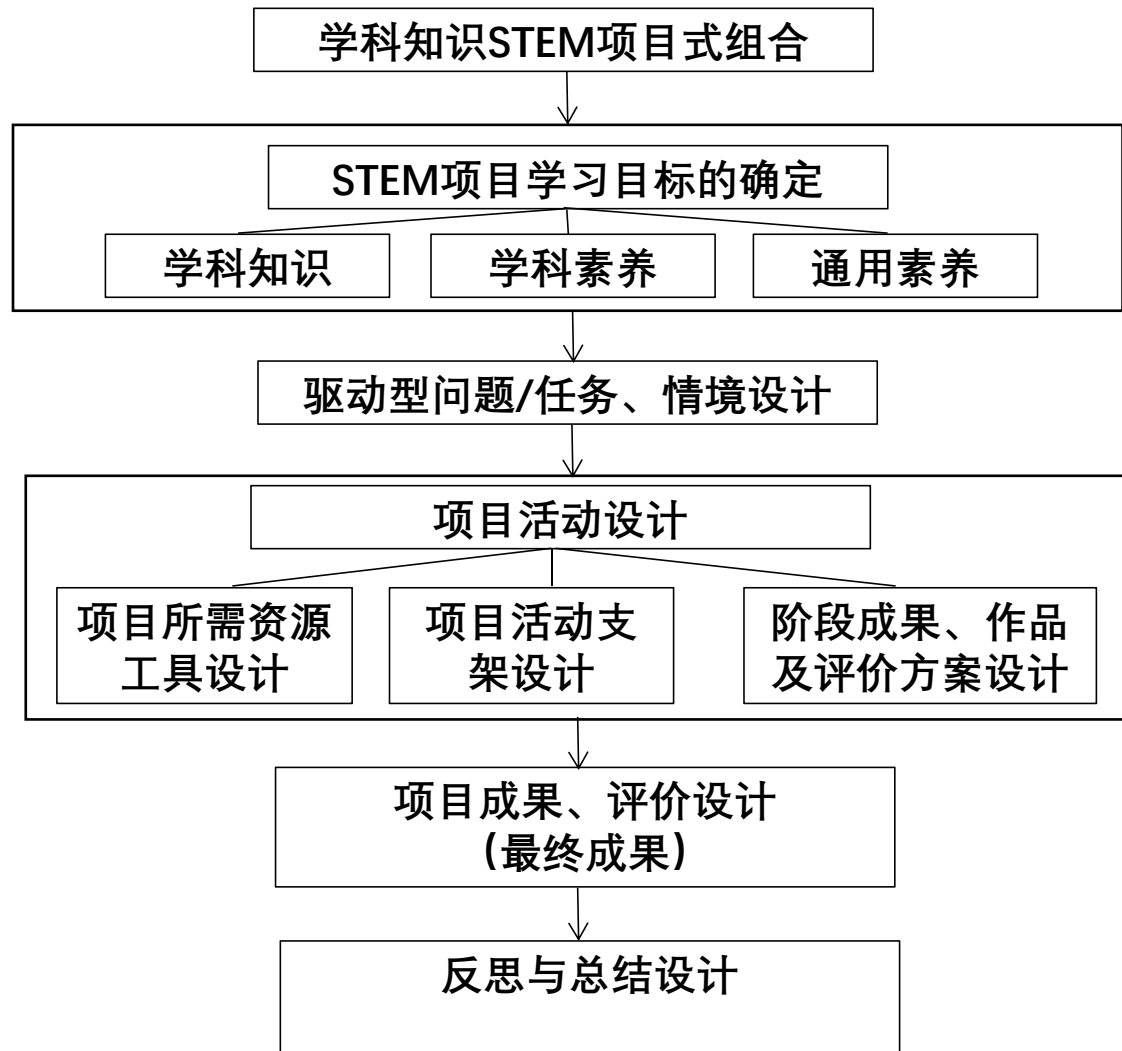 学科知识STEM项目式组合
STEM项目学习目标的确定
学科知识
学科素养
通用素养
驱动型问题/任务、情境设计
项目活动设计
项目所需资源
工具设计
项目活动支
架设计
阶段成果、作品
及评价方案设计
项目成果、评价设计
(最终成果)
反思与总结设计